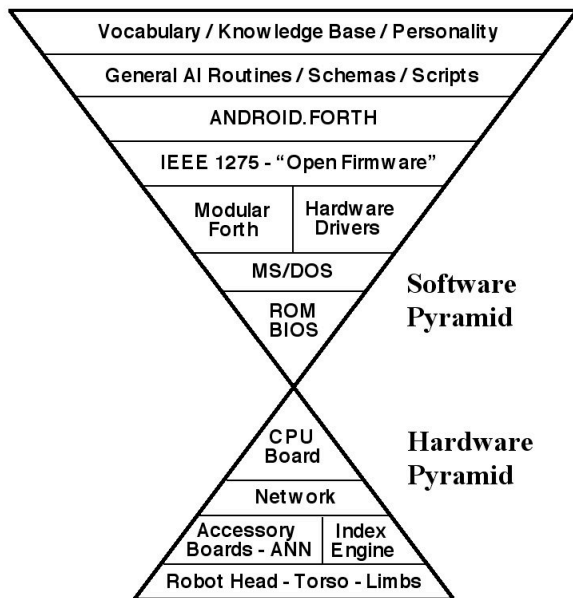 Vocabulary / Knowledge Base / Personality
General AI Routines / Schemas / Scripts
ANDROID.FORTH
IEEE 1275 - “Open Firmware”
Modular
Forth
Hardware
Drivers
MS/DOS
ROM
BIOS
Software
Pyramid
CPU
Board
Hardware
Pyramid
Network
Accessory
Boards - ANN
Index
Engine
Robot Head - Torso - Limbs